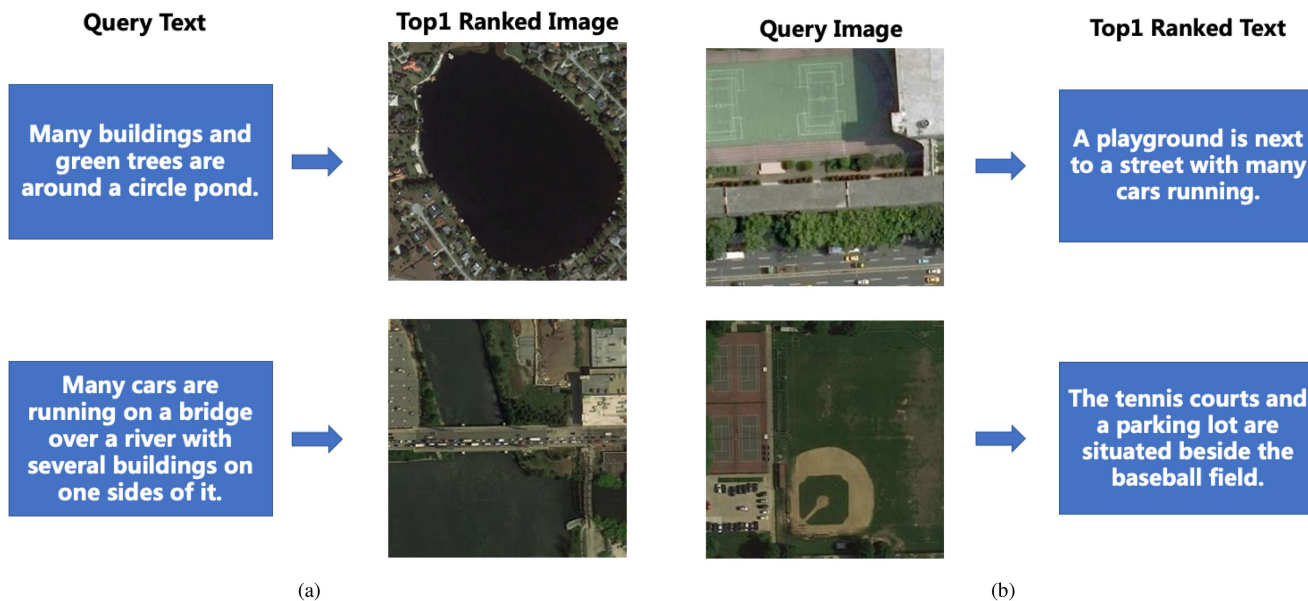 Query Text
Top1 Ranked Image
Query Image
Top1 Ranked Text
Many buildings and
green trees are
around a circle pond.
A playground is next
to a street with many
cars running.
Many cars are
running on a bridge
over a river with
several buildings on
one sides of it.
The tennis courts and
a parking lot are
situated beside the
baseball field.
(a)
(b)